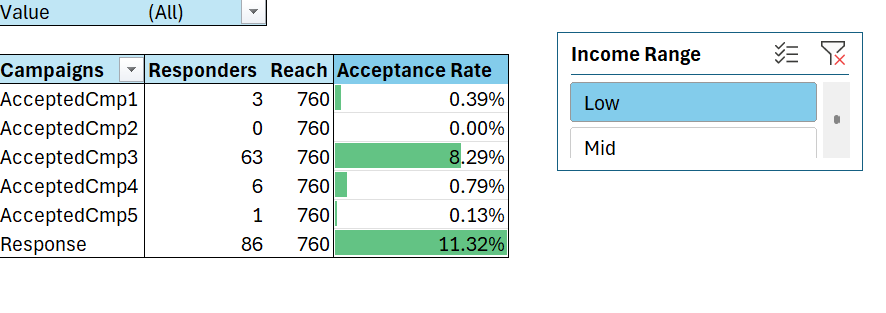 Value (All)
Income Range
Campaigns Responders Reach Acceptance Rate
AcceptedCmp1 3 760 0.39%
Low
AcceptedCmp2 0 760 0.00%
AcceptedCmp3 63 760 8.29%
Mid
AcceptedCmp4 6 760 0.79%
AcceptedCmp5 1 760 0.13%
Response 86 760 11.32%